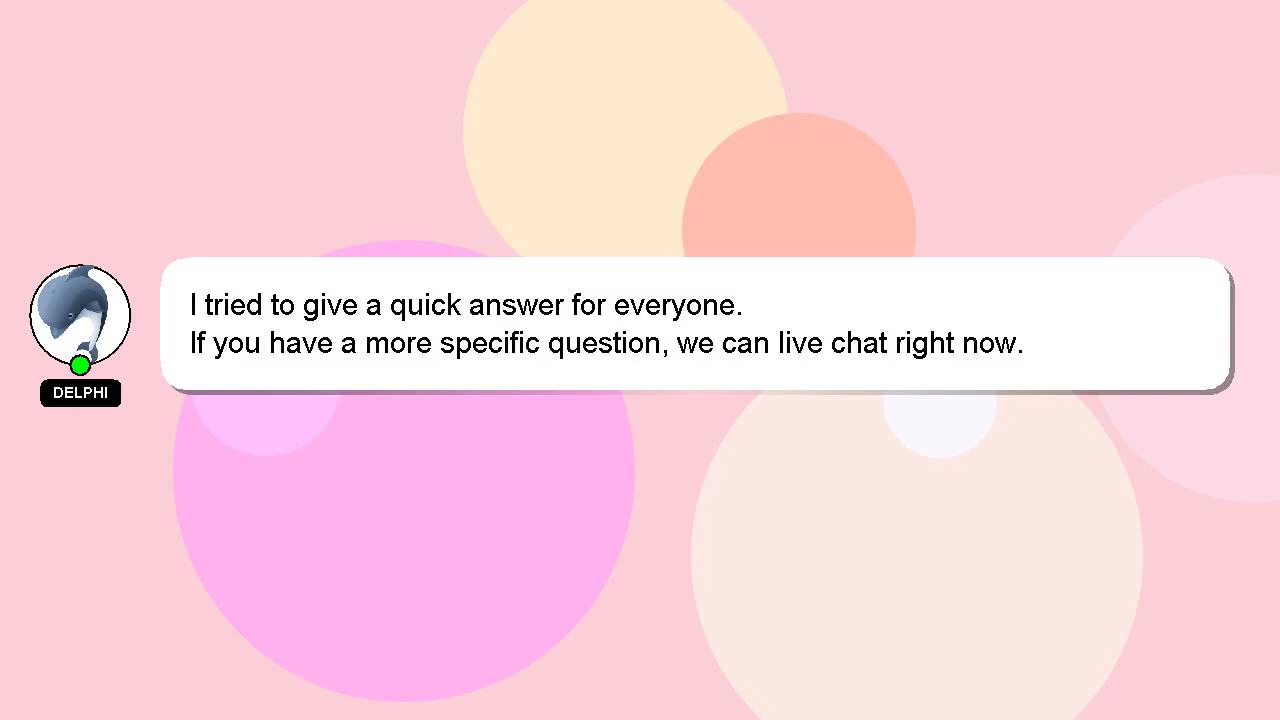 I tried to give a quick answer for everyone.
If you have a more specific question, we can live chat right now.
DELPHI